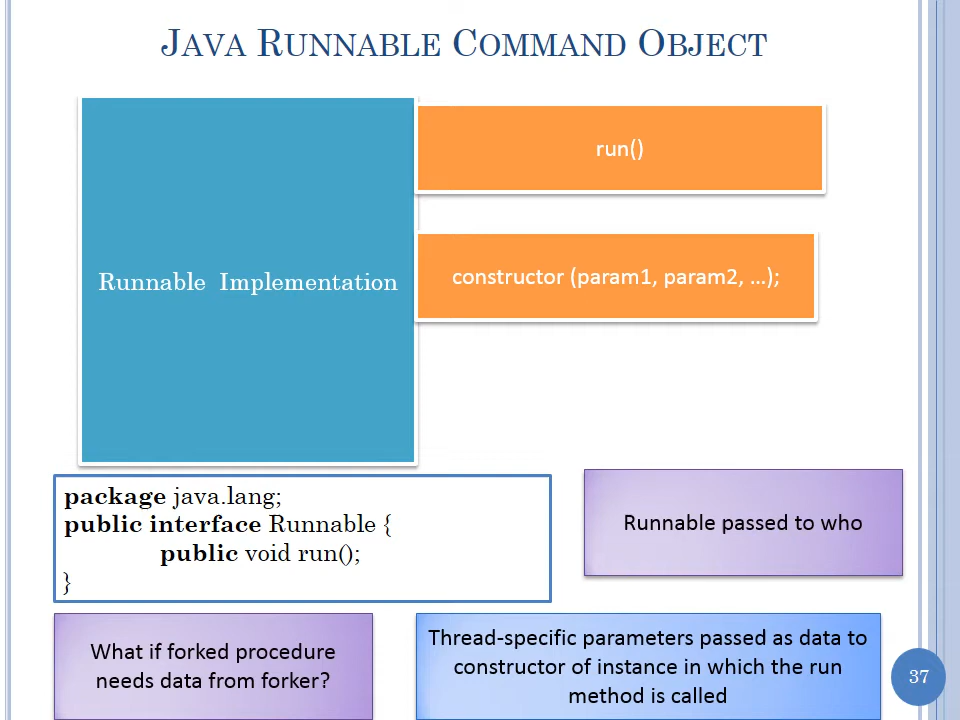 JAVA RUNNABLE COMMAND OBJECT
run()
constructor (param1, param2, ...);
Runnable Implementation
package java.lang;
public interface Runnable {
public void run();
}
Runnable passed to who
What if forked procedure
needs data from forker?
Thread-specific parameters passed as data to
constructor of instance in which the run
method is called
37